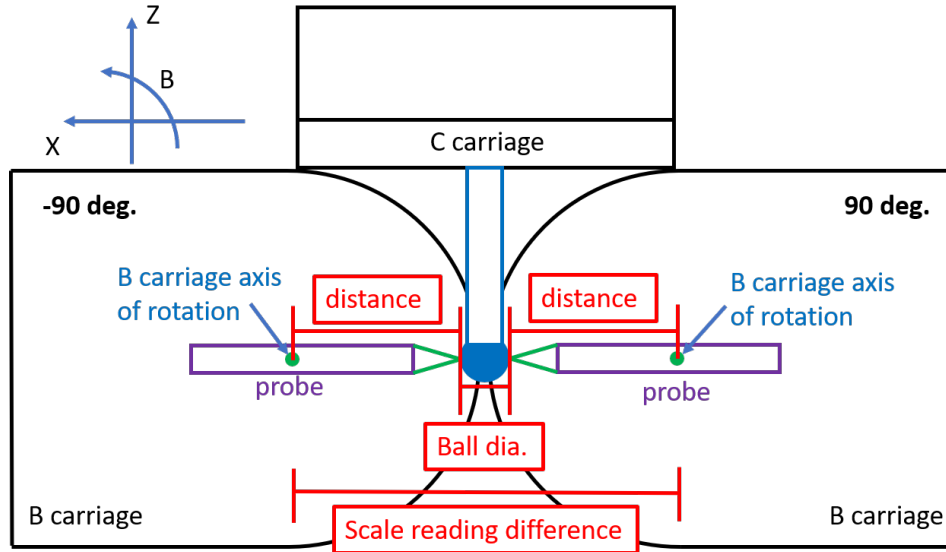 Z
B
X
C carriage
-90 deg.
90 deg.
B carriage axis
of rotation
distance
distance
B carriage axis
of rotation
probe
probe
Ball dia.
B carriage
Scale reading difference
B carriage